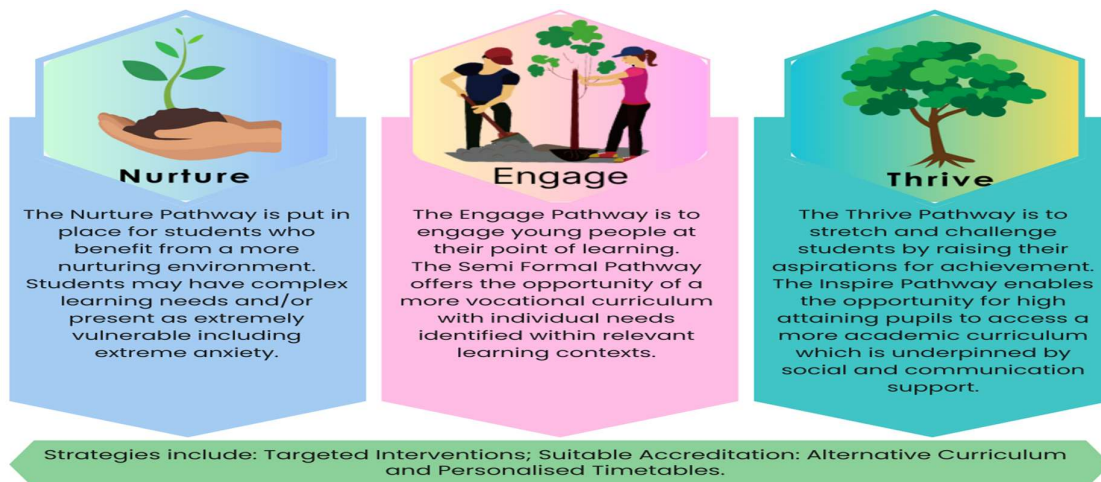 Nurture
The Nurture Pathway is put in
place for students who
benefit from a more
nurturing environment.
Students may have complex
learning needs and/or
present as extremely
vulnerable including
extreme anxiety.
Engage
The Engage Pathway is to
engage young people at
their point of learning.
The Semi Formal Pathway
offers the opportunity of a
more vocational curriculum
with individual needs
identified within relevant
learning contexts.
Thrive
The Thrive Pathway is to
stretch and challenge
students by raising their
aspirations for achievement.
The Inspire Pathway enables
the opportunity for high
attaining pupils to access a
more academic curriculum
which is underpinned by
social and communication
support.
Strategies include: Targeted Interventions; Suitable Accreditation: Alternative Curriculum
and Personalised Timetables.